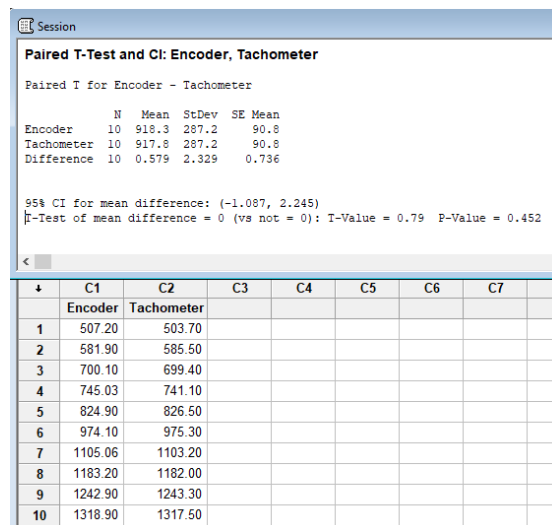 Session
Paired T-Test and CI: Encoder, Tachometer
Paired T for Encoder - Tachometer
N Mean StDev SE Mean
Encoder 10 918.3 287.2 90.8
Tachometer 10 917.8 287.2 90.8
Difference 10 0.579 2.329 0.736
95% CI for mean difference: (-1.087, 2.245)
T-Test of mean difference = 0 (vs not = 0): T-Value = 0.79 P-Value = 0.452
C1 C2 C3 C4 C5 C6 C7
Encoder Tachometer
1 507.20 503.70
2 581.90 585.50
3 700.10 699.40
4 745.03 741.10
5 824.90 826.50
6 974.10 975.30
7 1105.06 1103.20
8 1183.20 1182.00
9 1242.90 1243.30
10 1318.90 1317.50